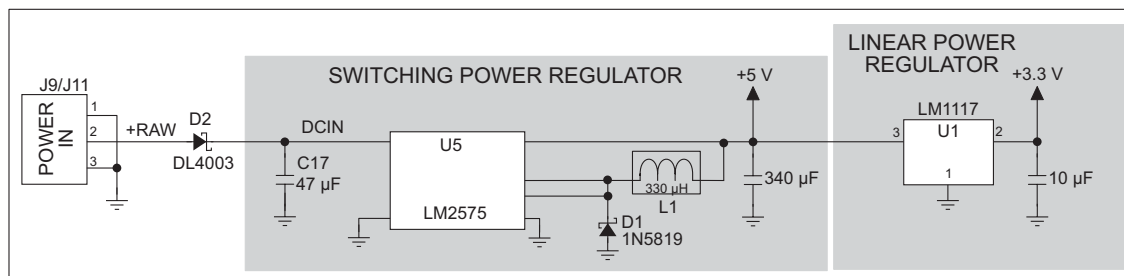 SWITCHING POWER REGULATOR
LINEAR POWER
REGULATOR
J9/J11
POWER
IN
1
2
3
+RAW
D2
DL4003
DCIN
C17
47 µF
U5
LM2575
330 µH
L1
D1
1N5819
+5 V
340 µF
LM1117
3
U1
2
1
+3.3 V
10 µF